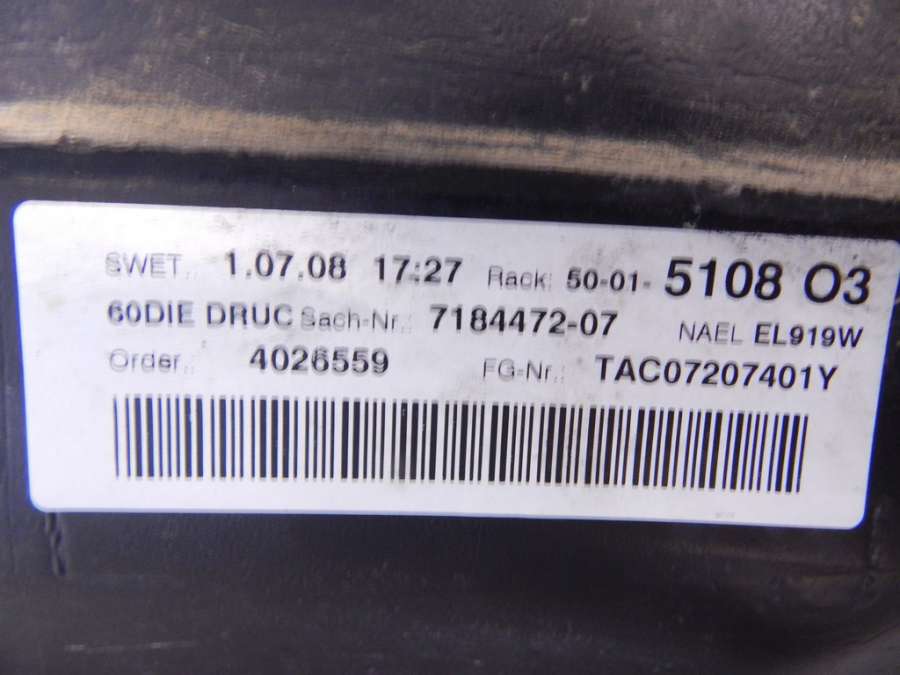 SWET.: 1.07.08 17:27 Rack: 50-01- 5108 O3
60DIE DRUC Sach-Nr.: 7184472-07 NAEL EL919W
Order.: 4026559 FG-Nr.: TAC07207401Y